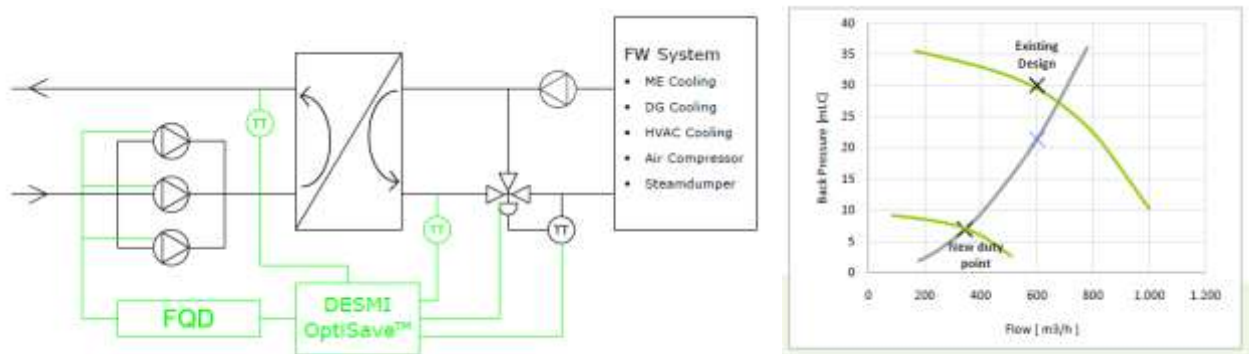 TT
FW System
• ME Cooling
• DG Cooling
• HVAC Cooling
• Air Compressor
• Steamdumper
TT
TT
FQD
DESMI
OptiSave™
40
35
30
25
20
15
10
5
0
Back Pressure [mLC]
Existing
Design
New duty
point
0
200
400
600
800
1.000
1.200
Flow [ m3/h ]